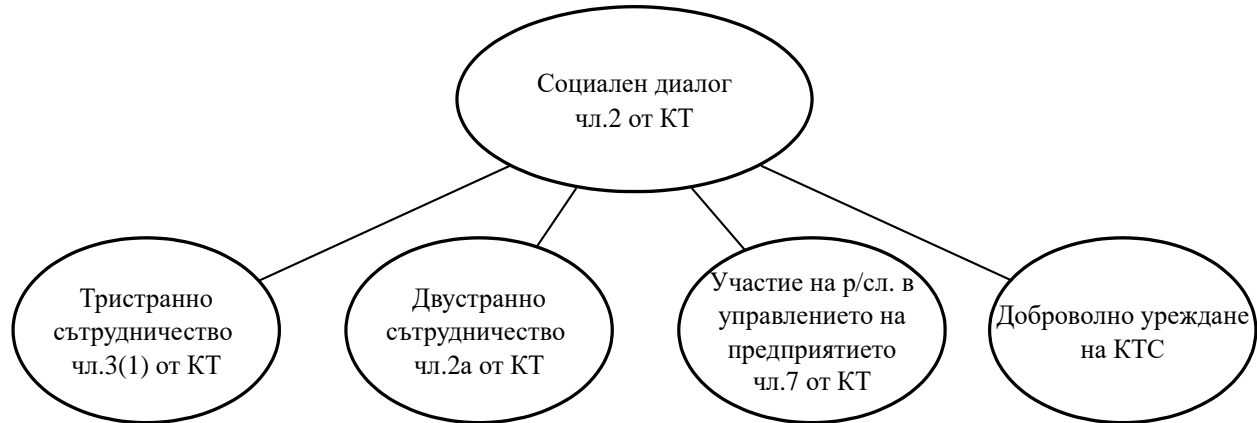 Социален диалог
чл.2 от КТ
Тристранно
сътрудничество
чл.3(1) от КТ
Двустранно
сътрудничество
чл.2а от КТ
Участие на р/сл. в
управлението на
предприятието
чл.7 от КТ
Доброволно уреждане
на КТС